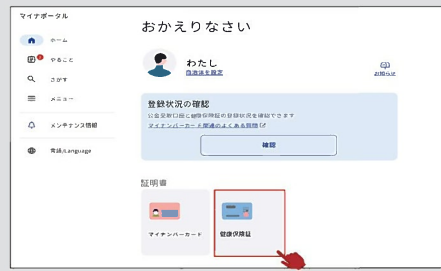 マイナポータル
ホーム
やること
さがす
メニュー
メンテナンス情報
言語/Language
おかえりなさい
わたし
自治体を設定
お知らせ
登録状況の確認
公金受取口座と健康保険証の登録状況を確認できます
マイナンバーカード関連のよくある質問
確認
証明書
マイナンバーカード
健康保険証